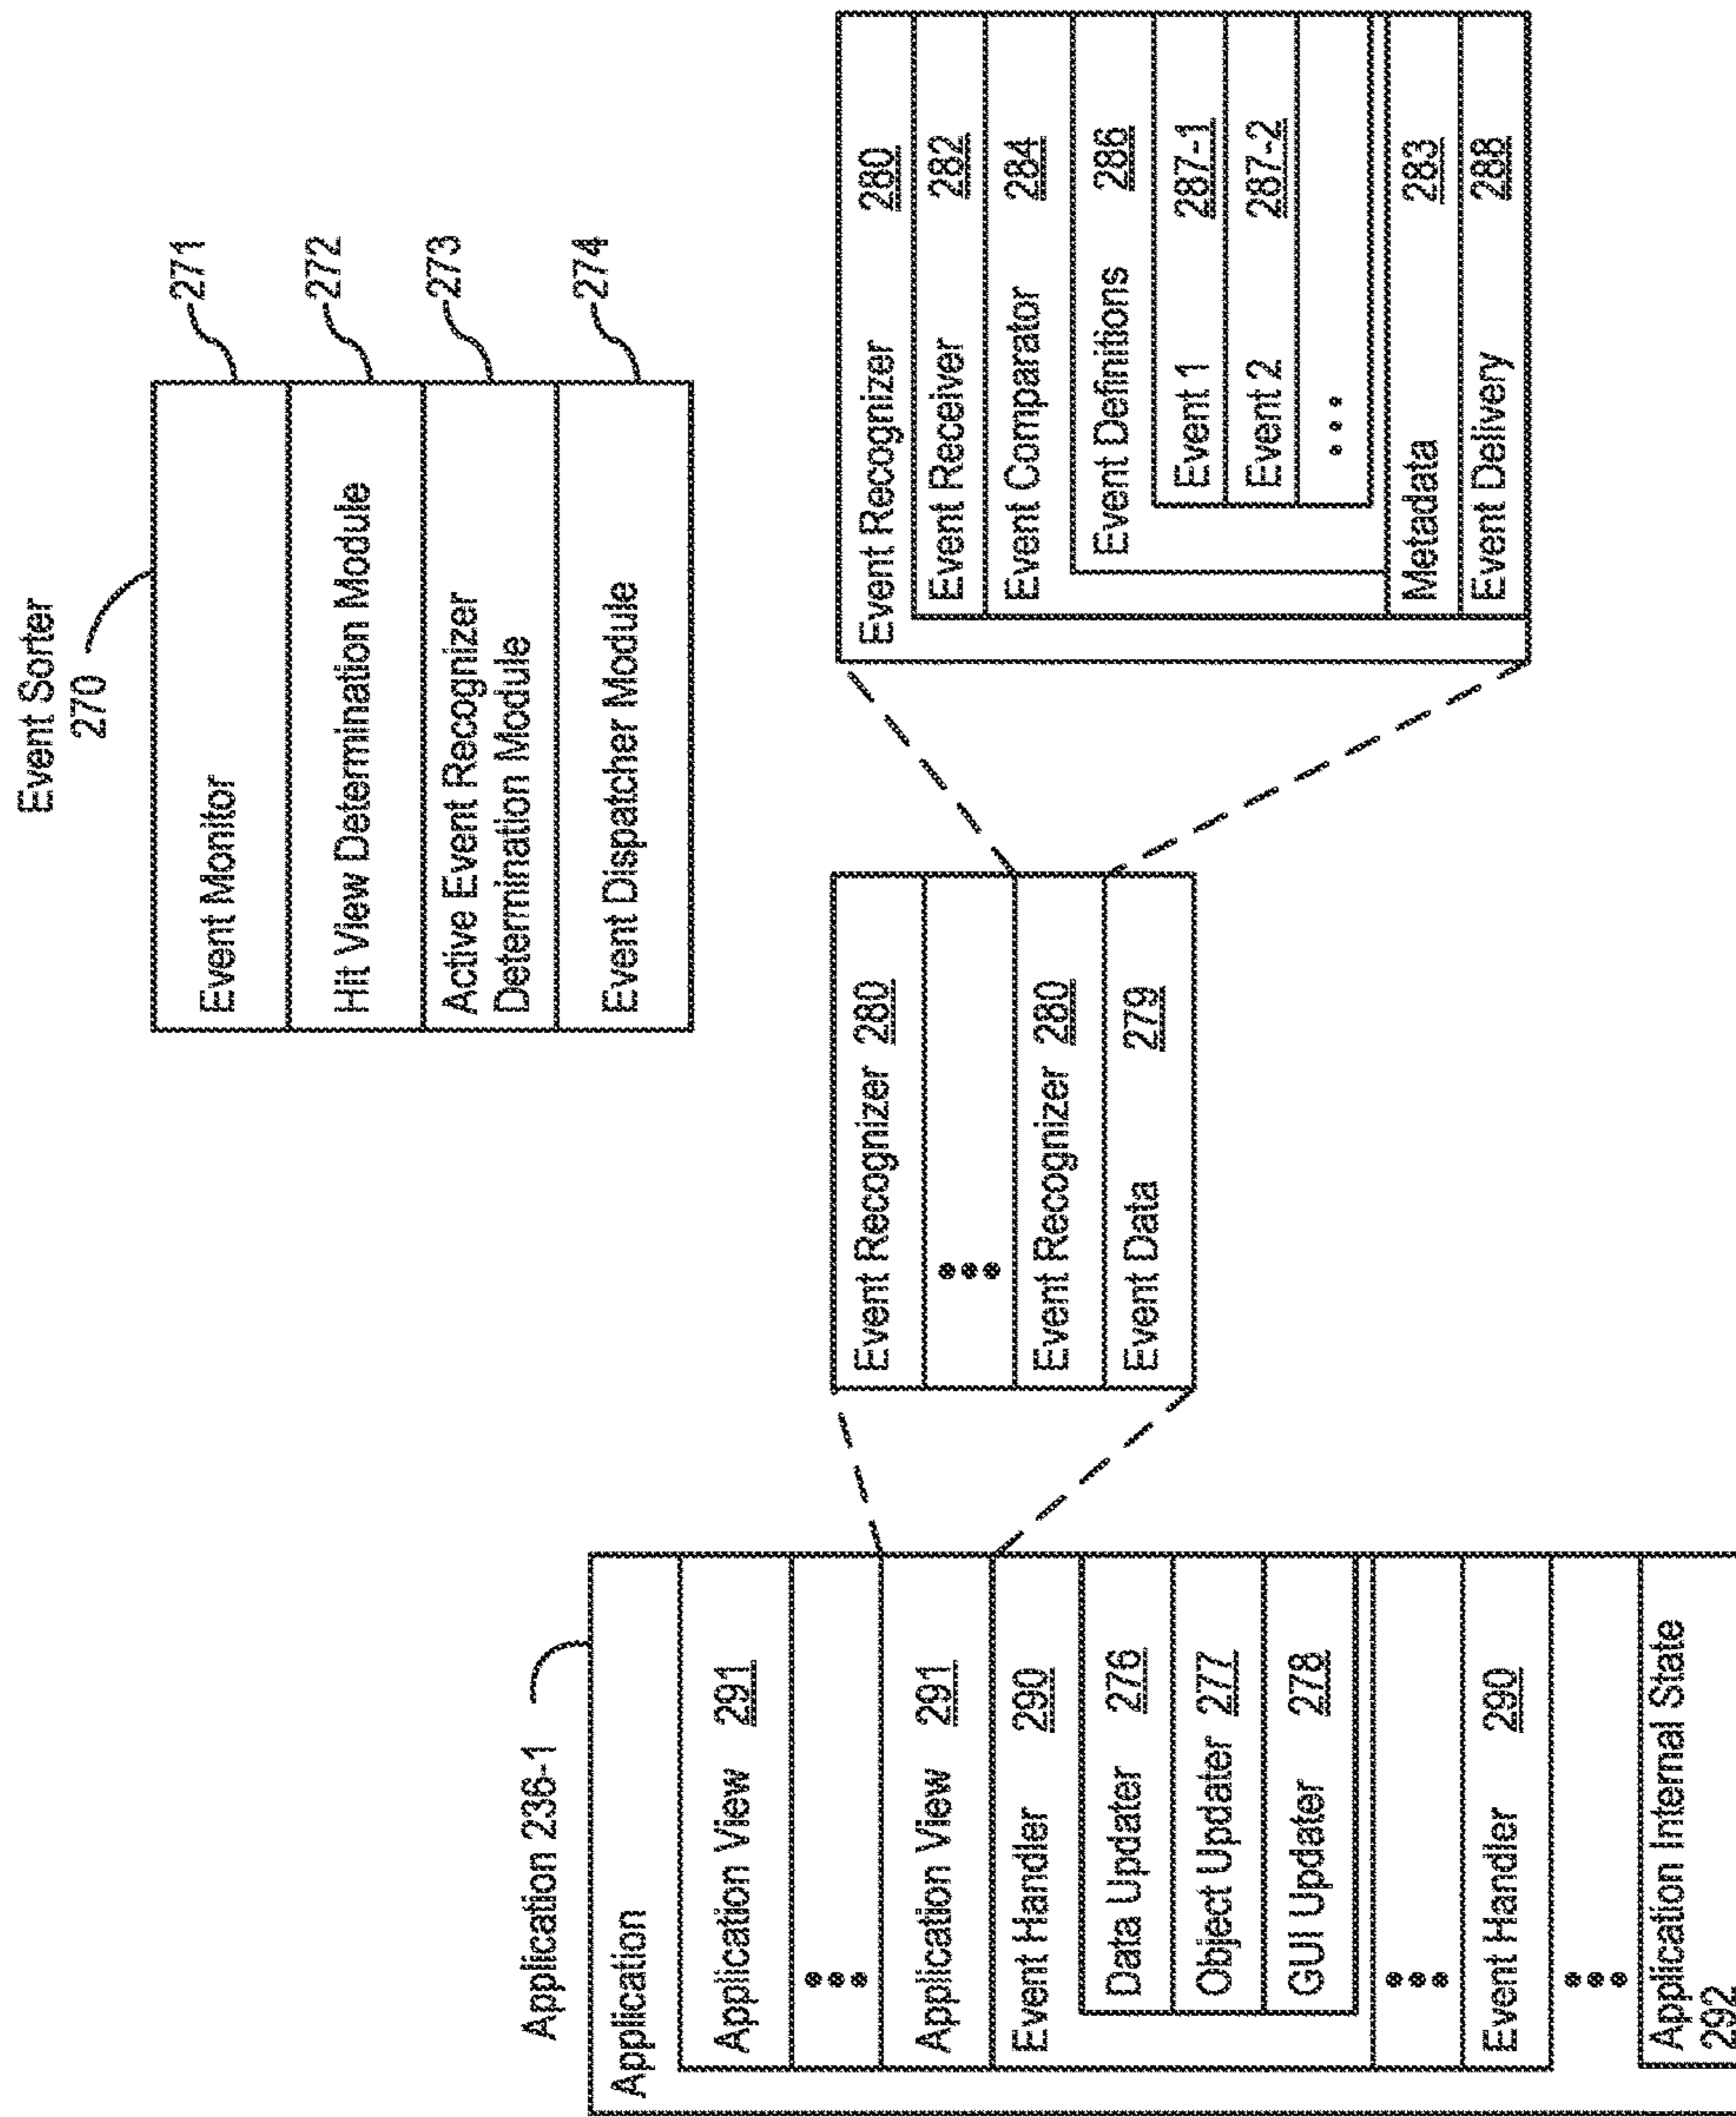 Event Sorter
270
Event Monitor
271
Hit View Determination Module
272
Active Event Recognizer
Determination Module
273
Event Dispatcher Module
274
Application 236-1
Application
Application View 291
•••
Application View 291
Event Handler 290
Data Updater 276
Object Updater 277
GUI Updater 278
•••
Event Handler 290
•••
Application Internal State
292
Event Recognizer 280
•••
Event Recognizer 280
Event Data 279
Event Recognizer 280
Event Receiver 282
Event Comparator 284
Event Definitions 286
Event 1 287-1
Event 2 287-2
•••
Metadata 283
Event Delivery 288